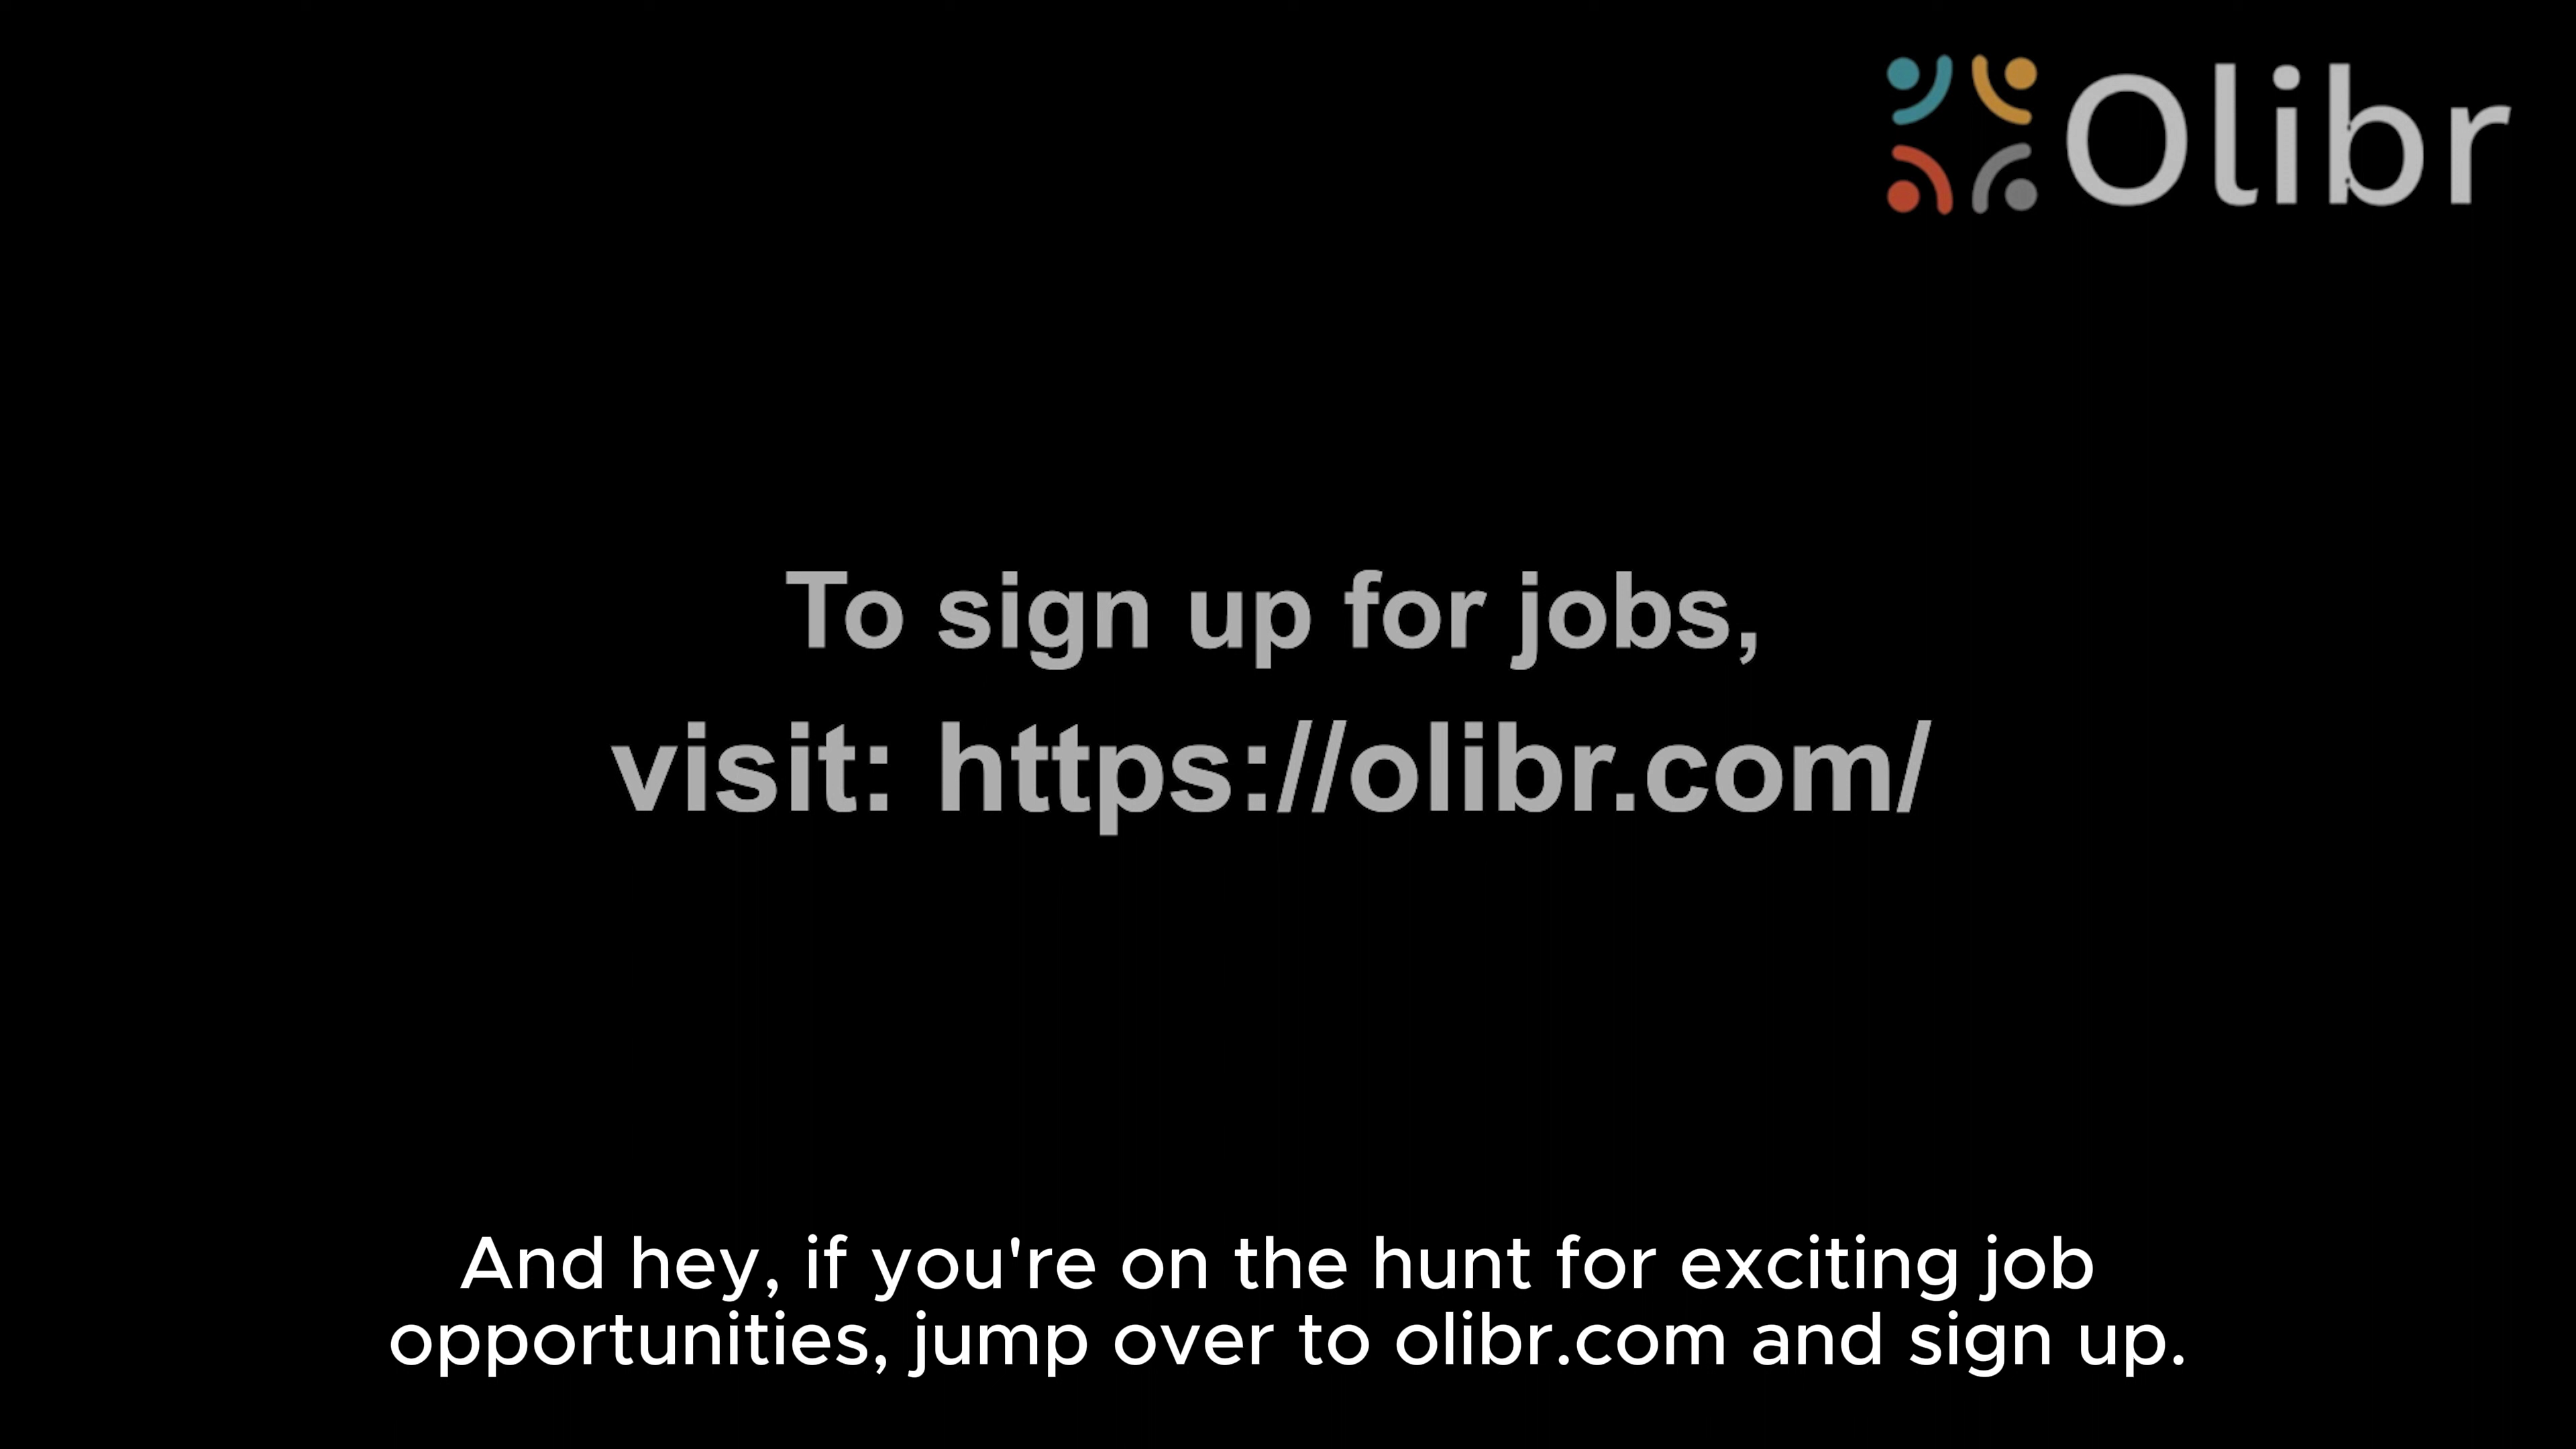 Olibr
To sign up for jobs,
visit: https://olibr.com/
And hey, if you're on the hunt for exciting job
opportunities, jump over to olibr.com and sign up.